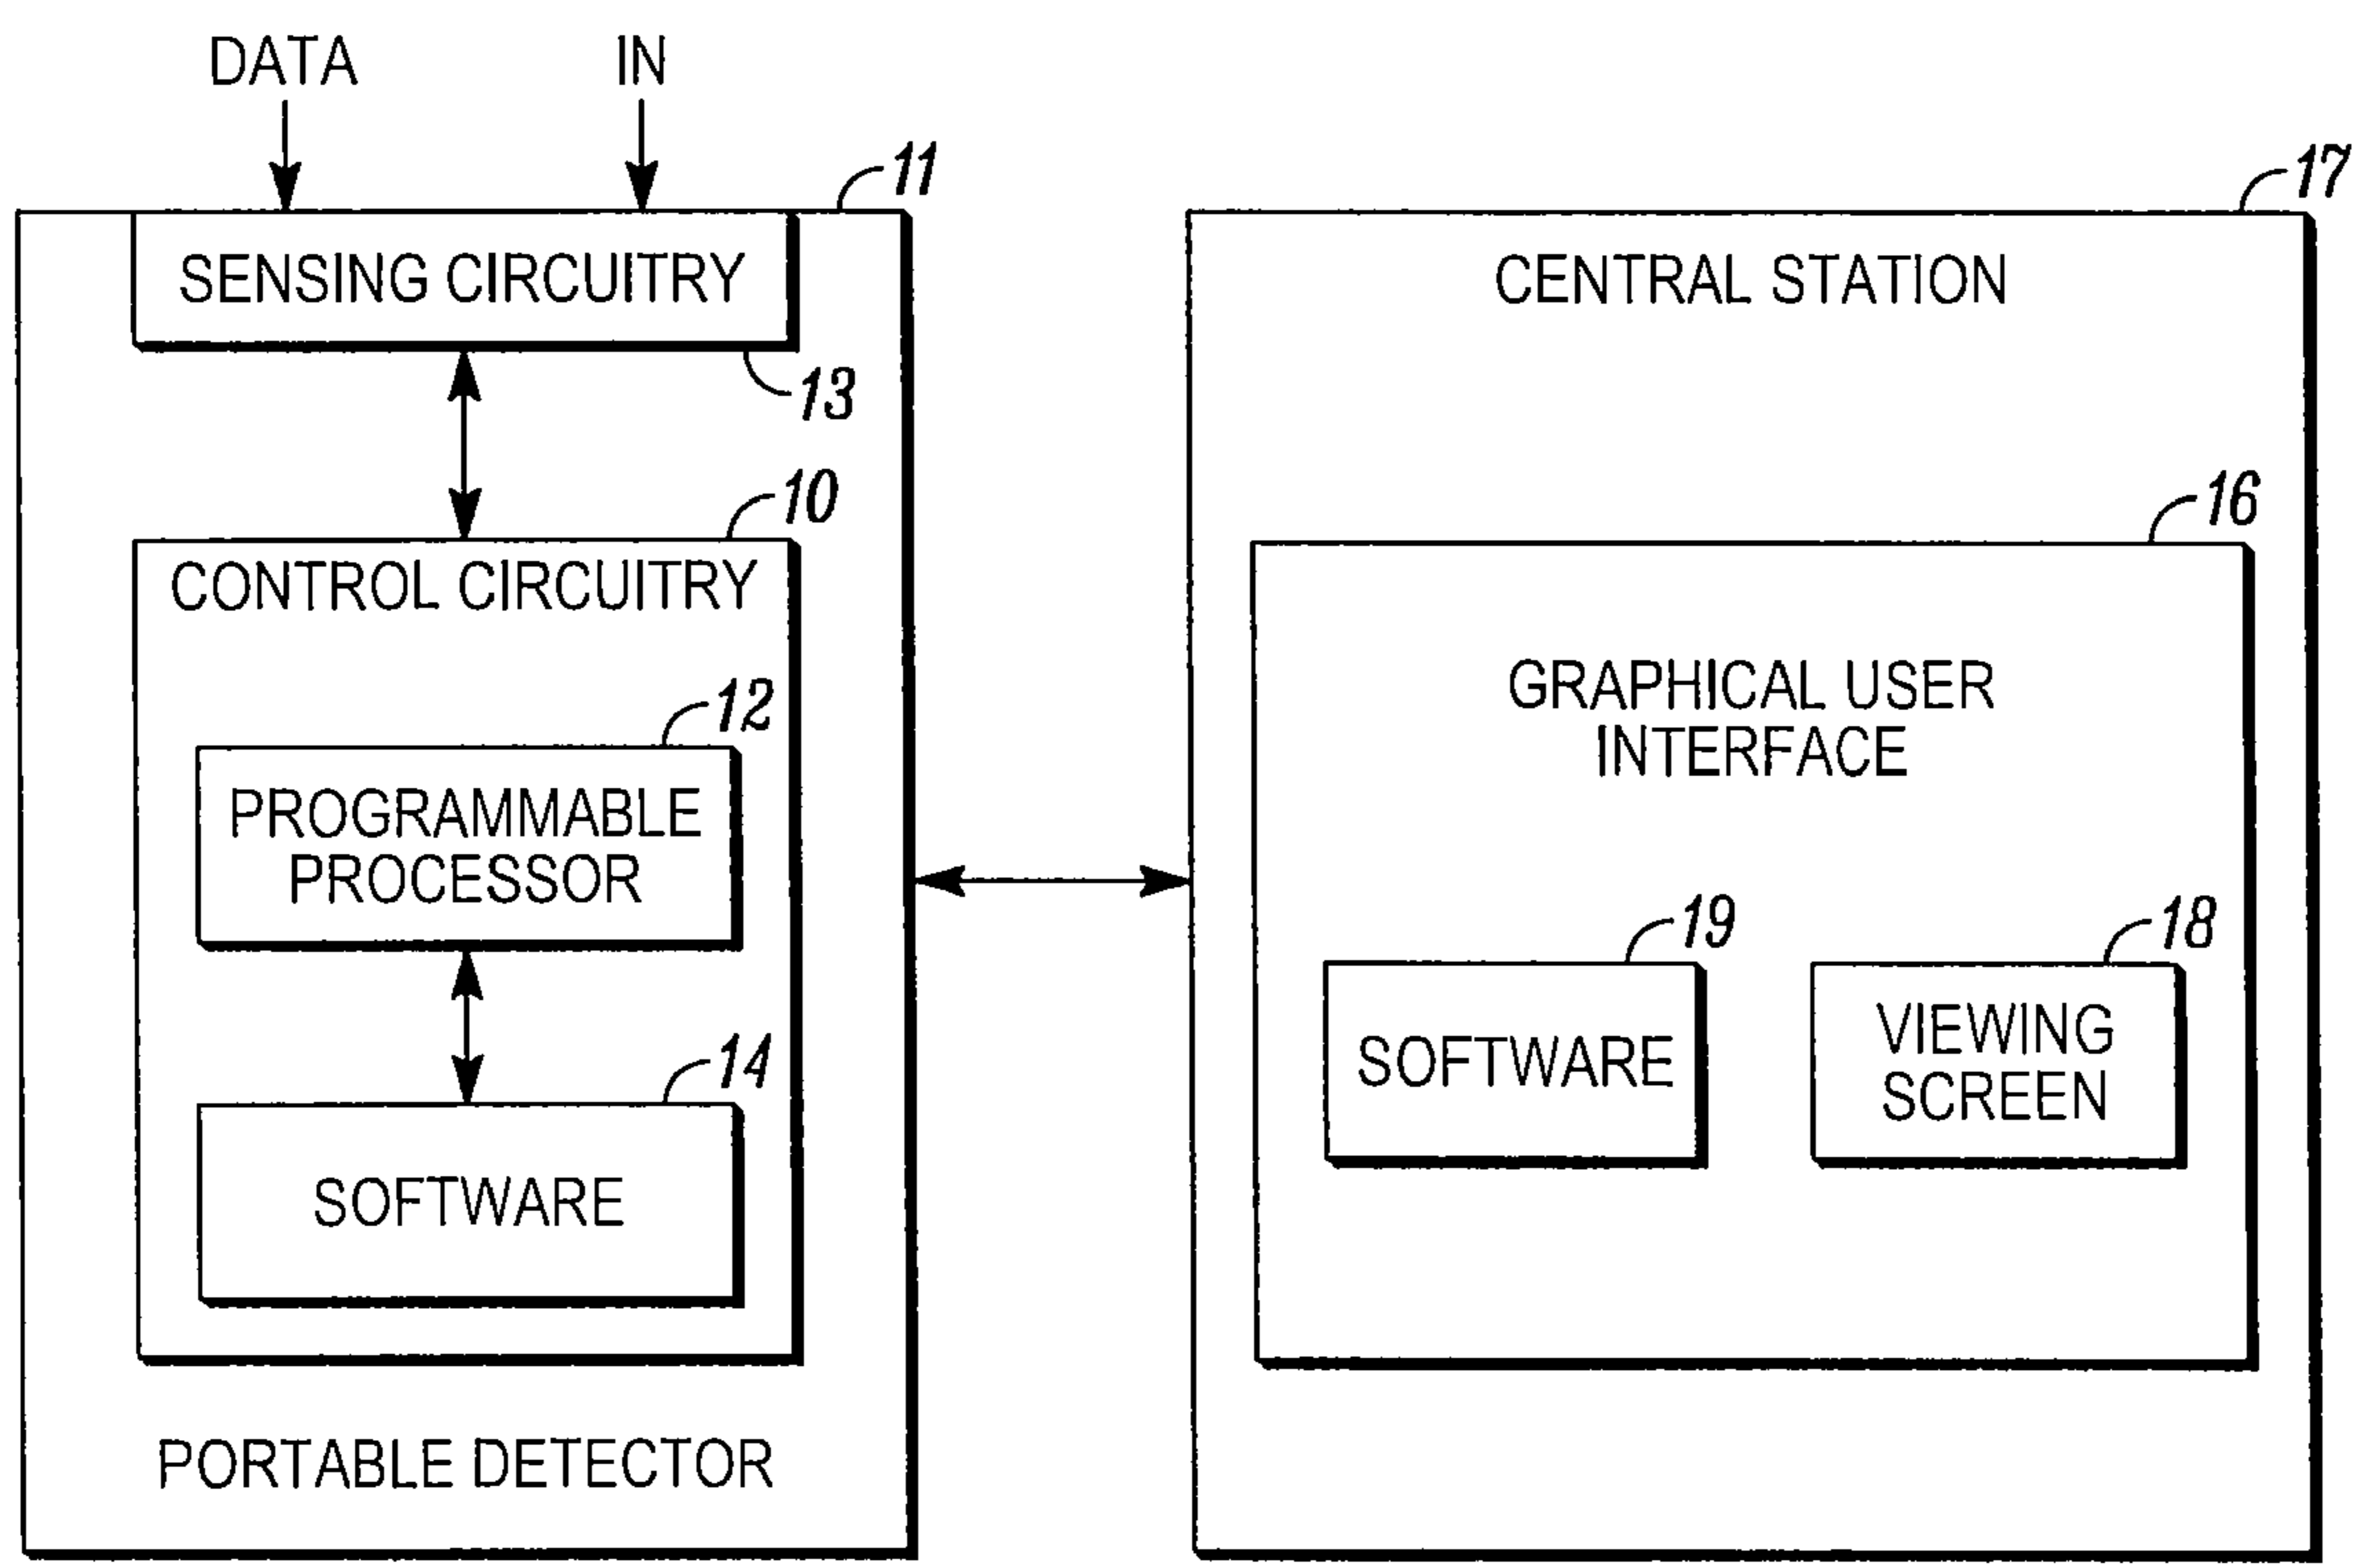 DATA
IN
11
SENSING CIRCUITRY
13
10
CONTROL CIRCUITRY
12
PROGRAMMABLE
PROCESSOR
14
SOFTWARE
PORTABLE DETECTOR
17
CENTRAL STATION
16
GRAPHICAL USER
INTERFACE
19
SOFTWARE
18
VIEWING
SCREEN